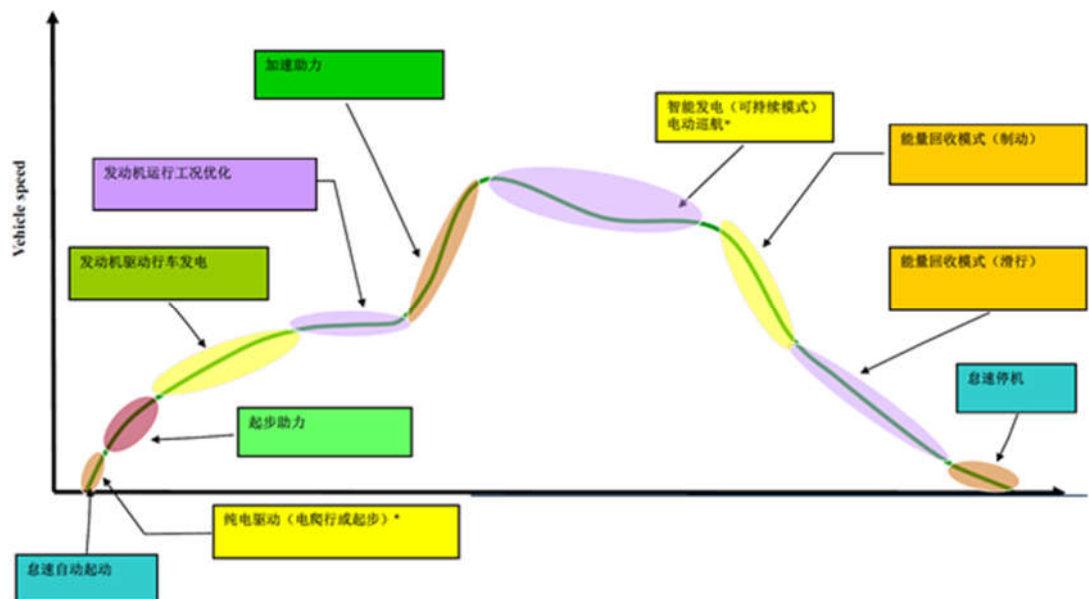 加速助力
智能发电（可持续模式）
电动巡航*
能量回收模式（制动）
发动机运行工况优化
Vehicle speed
发动机驱动行车发电
能量回收模式（滑行）
怠速停机
起步助力
纯电驱动（电爬行或起步）*
怠速自动起动